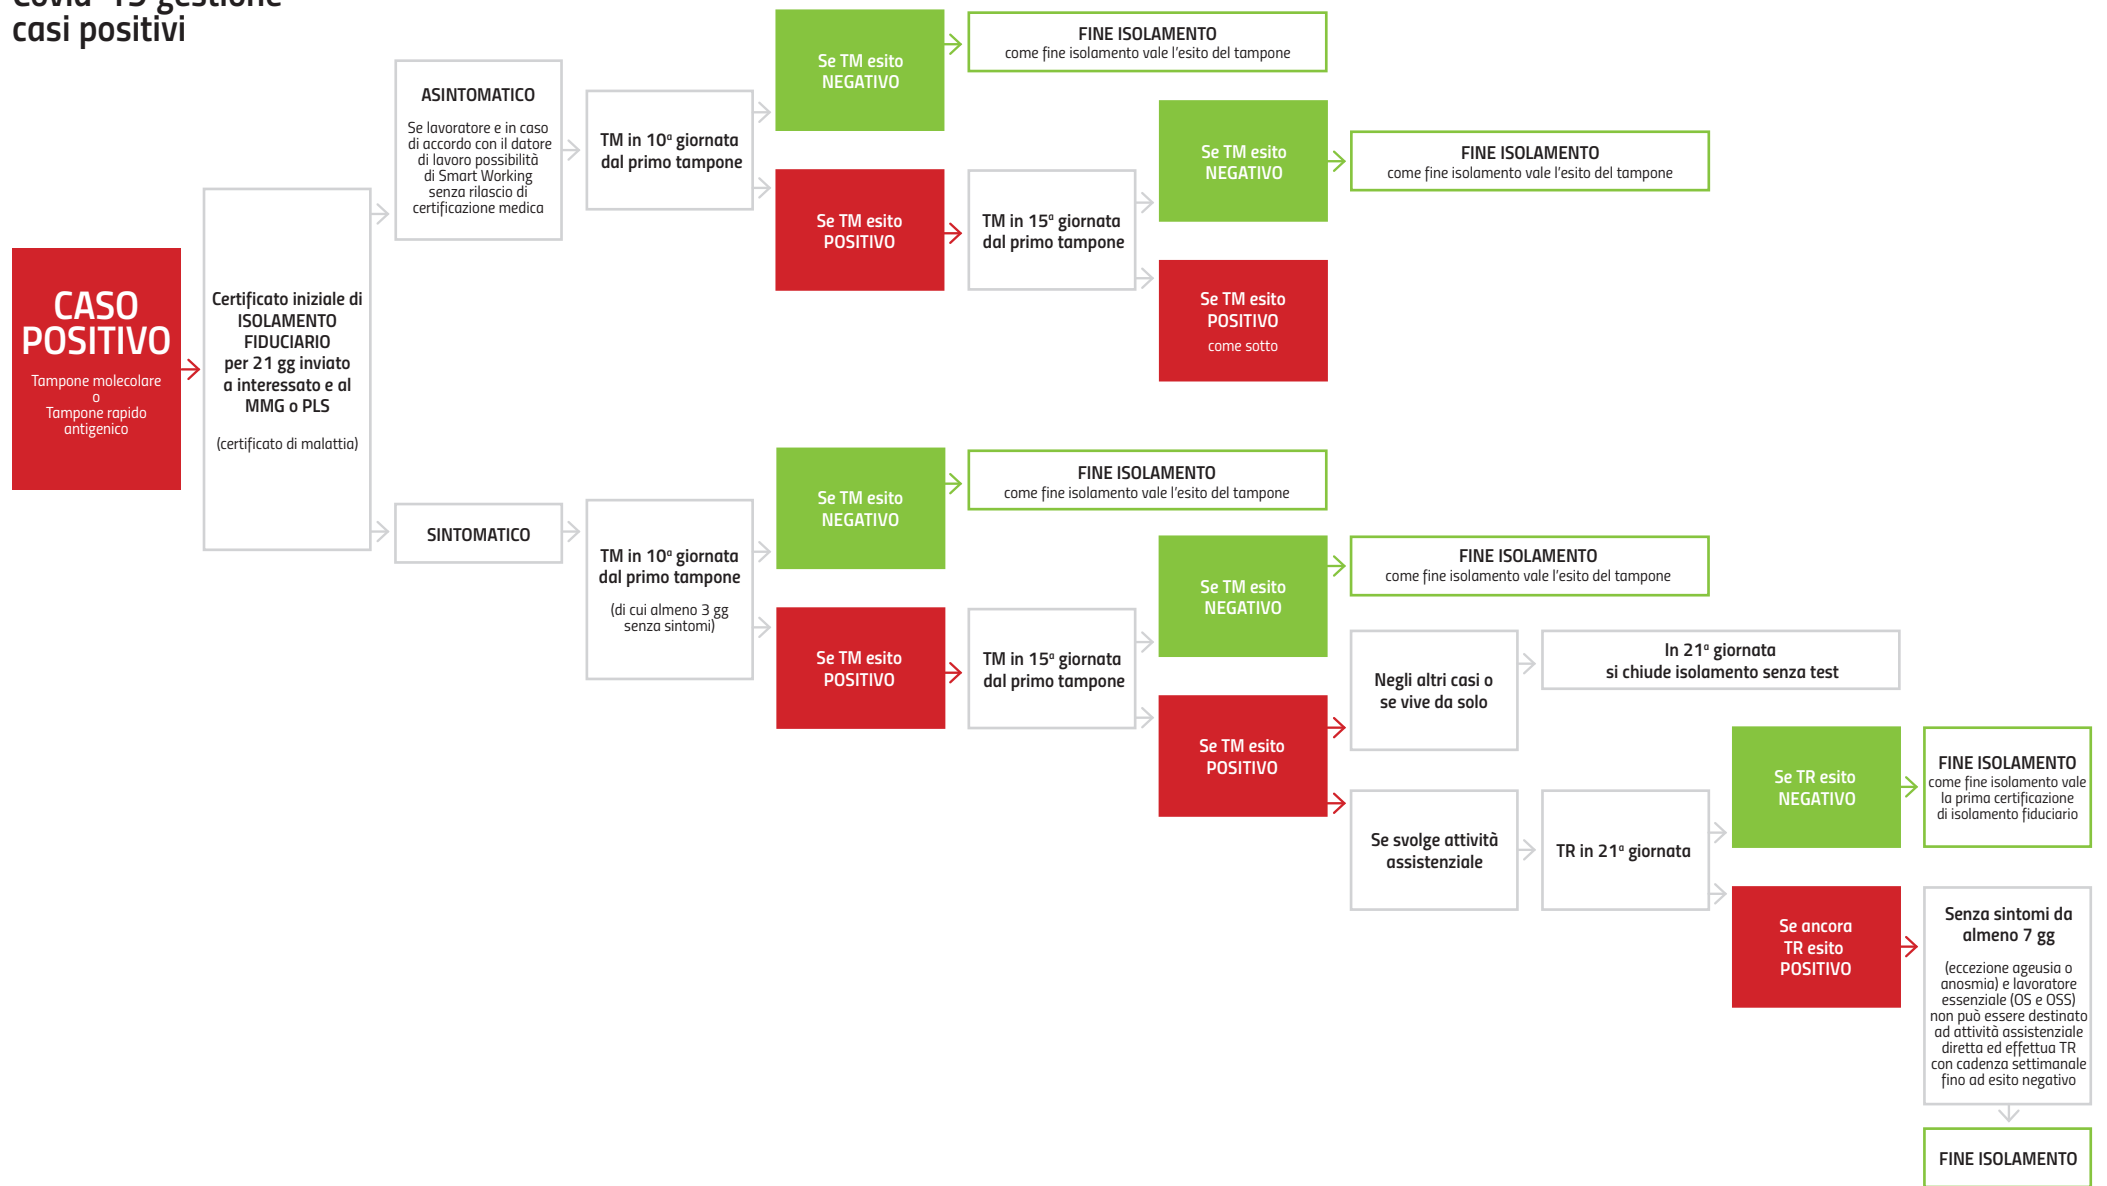 Covid-19 gestione
casi positivi
CASO
POSITIVO
Tampone molecolare
o
Tampone rapido
antigenico
Certificato iniziale di
ISOLAMENTO
FIDUCIARIO
per 21 gg inviato
a interessato e al
MMG o PLS
(certificato di malattia)
ASINTOMATICO
Se lavoratore e in caso
di accordo con il datore
di lavoro possibilità
di Smart Working
senza rilascio di
certificazione medica
TM in 10ª giornata
dal primo tampone
Se TM esito
NEGATIVO
FINE ISOLAMENTO
come fine isolamento vale l'esito del tampone
Se TM esito
POSITIVO
TM in 15ª giornata
dal primo tampone
Se TM esito
NEGATIVO
FINE ISOLAMENTO
come fine isolamento vale l'esito del tampone
Se TM esito
POSITIVO
come sotto
SINTOMATICO
TM in 10ª giornata
dal primo tampone
(di cui almeno 3 gg
senza sintomi)
Se TM esito
NEGATIVO
FINE ISOLAMENTO
come fine isolamento vale l'esito del tampone
Se TM esito
POSITIVO
TM in 15ª giornata
dal primo tampone
Se TM esito
NEGATIVO
FINE ISOLAMENTO
come fine isolamento vale l'esito del tampone
Se TM esito
POSITIVO
Negli altri casi o
se vive da solo
In 21ª giornata
si chiude isolamento senza test
Se svolge attività
assistenziale
TR in 21ª giornata
Se TR esito
NEGATIVO
FINE ISOLAMENTO
come fine isolamento vale
la prima certificazione
di isolamento fiduciario
Se ancora
TR esito
POSITIVO
Senza sintomi da
almeno 7 gg
(eccezione ageusia o
anosmia) e lavoratore
essenziale (OS e OSS)
non può essere destinato
ad attività assistenziale
diretta ed effettua TR
con cadenza settimanale
fino ad esito negativo
FINE ISOLAMENTO